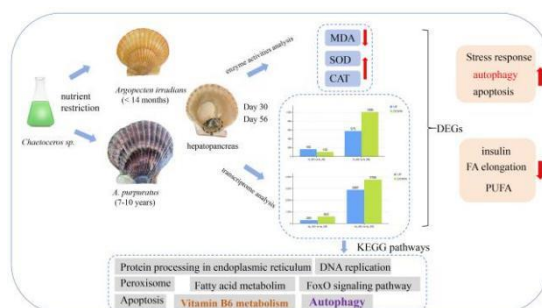 MDA
SOD
CAT
enzyme activities analysis
nutrient
restriction
Chaetoceros sp.
Argopecten irradians
(< 14 months)
A. purpuratus
(7-10 years)
hepatopancreas
Day 30
Day 56
transcriptome analysis
DEGs
Stress response
autophagy
apoptosis
insulin
FA elongation
PUFA
KEGG pathways
Protein processing in endoplasmic reticulum
DNA replication
Peroxisome
Fatty acid metabolim
FoxO signaling pathway
Apoptosis
Vitamin B6 metabolism
Autophagy